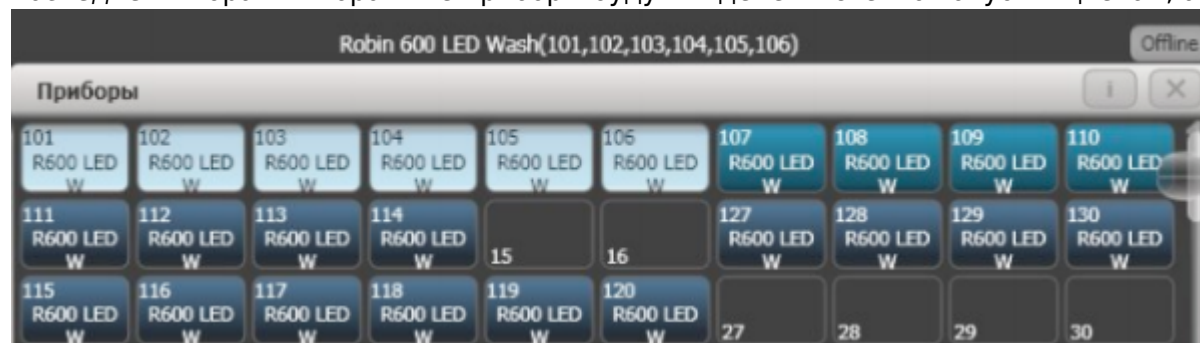 Robin 600 LED Wash(101,102,103,104,105,106)
Offline
Приборы
i
101 102 103 104 105 106 107 108 109 110
R600 LED R600 LED R600 LED R600 LED R600 LED R600 LED R600 LED R600 LED R600 LED R600 LED
W W W W W W W W W W
111 112 113 114 127 128 129 130
R600 LED R600 LED R600 LED R600 LED R600 LED R600 LED R600 LED R600 LED
W W W W 15 16 W W W W
115 116 117 118 119 120
R600 LED R600 LED R600 LED R600 LED R600 LED R600 LED
W W W W W W 27 28 29 30